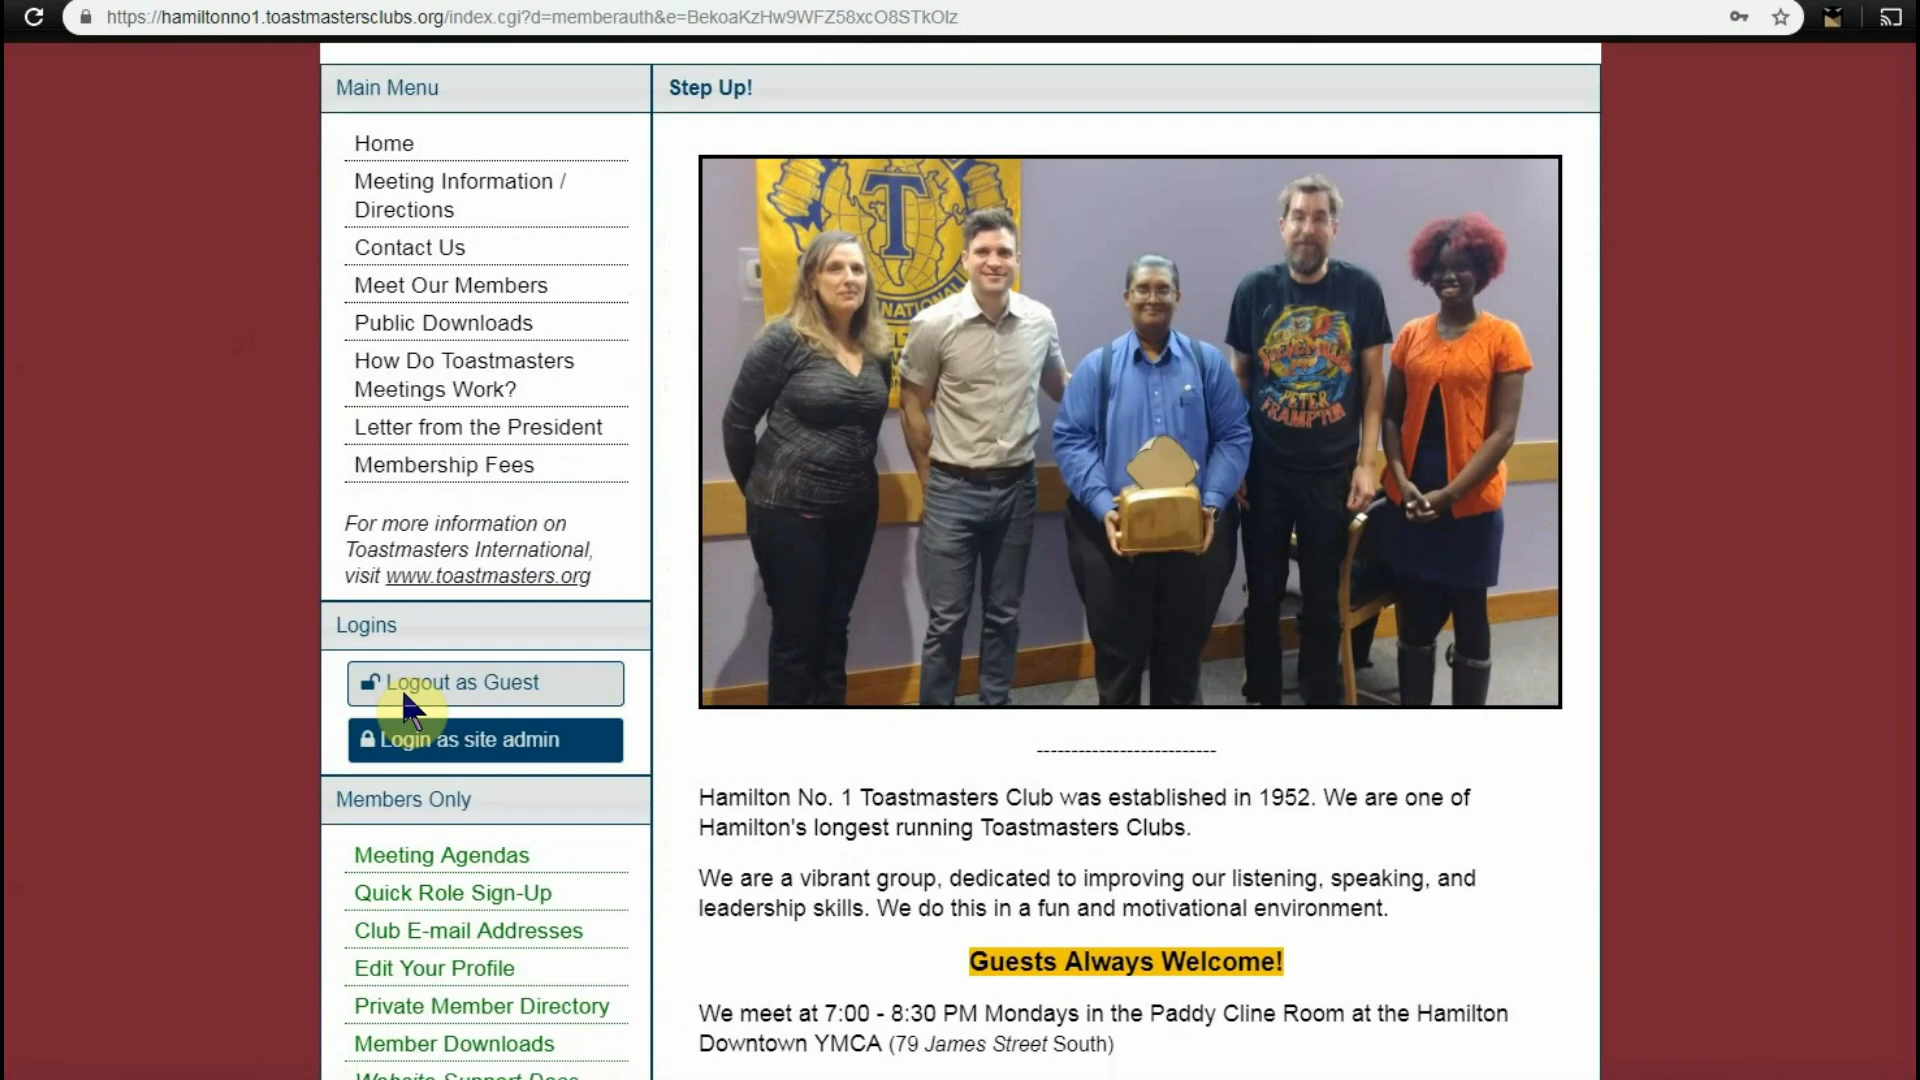 https://hamiltonno1.toastmastersclubs.org/index.cgi?d=memberauth&e=BekoaKzHw9WFZ58xcO8STkOlz
Main Menu
Home
Meeting Information /
Directions
Contact Us
Meet Our Members
Public Downloads
How Do Toastmasters
Meetings Work?
Letter from the President
Membership Fees
For more information on
Toastmasters International,
visit www.toastmasters.org
Logins
Logout as Guest
Login as site admin
Members Only
Meeting Agendas
Quick Role Sign-Up
Club E-mail Addresses
Edit Your Profile
Private Member Directory
Member Downloads
Website Support Docs
Step Up!
T
PETER
FRAMPTON
--------------------------
Hamilton No. 1 Toastmasters Club was established in 1952. We are one of
Hamilton's longest running Toastmasters Clubs.
We are a vibrant group, dedicated to improving our listening, speaking, and
leadership skills. We do this in a fun and motivational environment.
Guests Always Welcome!
We meet at 7:00 - 8:30 PM Mondays in the Paddy Cline Room at the Hamilton
Downtown YMCA (79 James Street South)